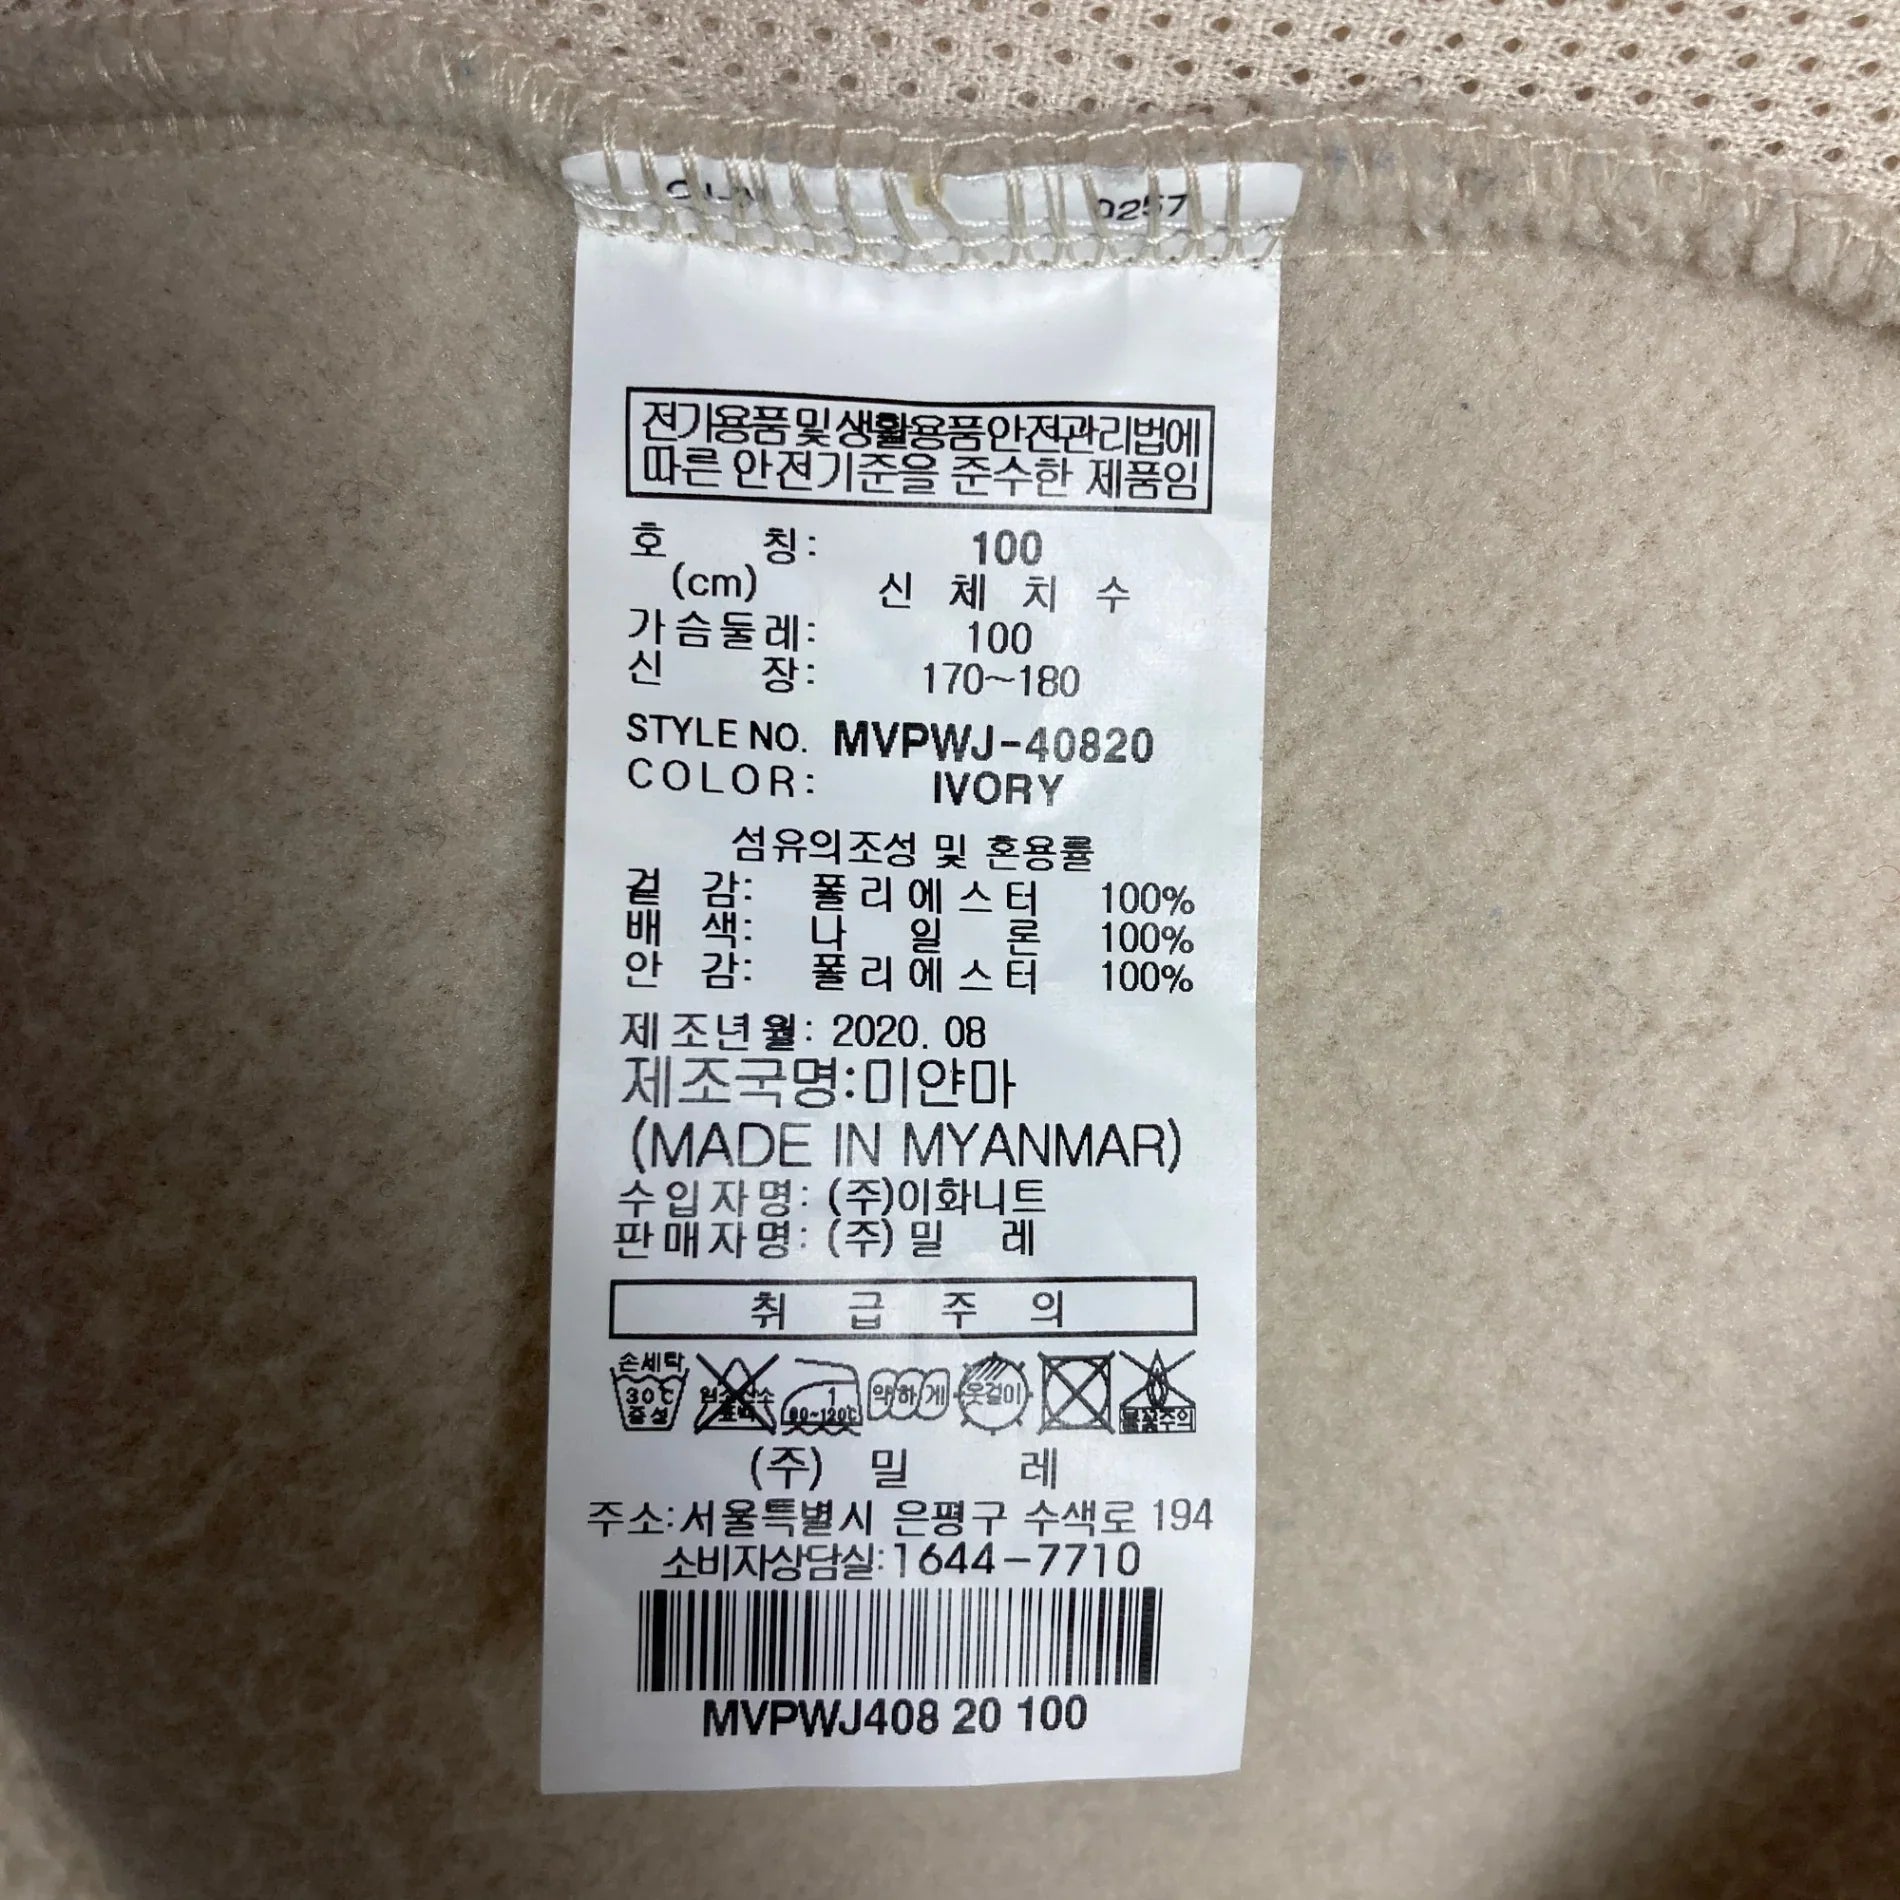 0257
전기용품및생활용품안전관리법에
따른 안전기준을 준수한 제품임
호 칭: 100
(cm) 신 체 치 수
가슴둘레: 100
신 장: 170~180
STYLE NO. MVPWJ-40820
COLOR: IVORY
섬유의조성 및 혼용률
겉 감: 폴리에스터 100%
배 색: 나 일 론 100%
안 감: 폴리에스터 100%
제조년월: 2020. 08
제조국명:미얀마
(MADE IN MYANMAR)
수입자명: (주)이화니트
판매자명: (주) 밀 레
취 급 주 의
손세탁 30℃ 중성
1 80~120℃
약하게
옷걸이
불꽃주의
(주) 밀 레
주소:서울특별시 은평구 수색로 194
소비자상담실:1644-7710
MVPWJ408 20 100